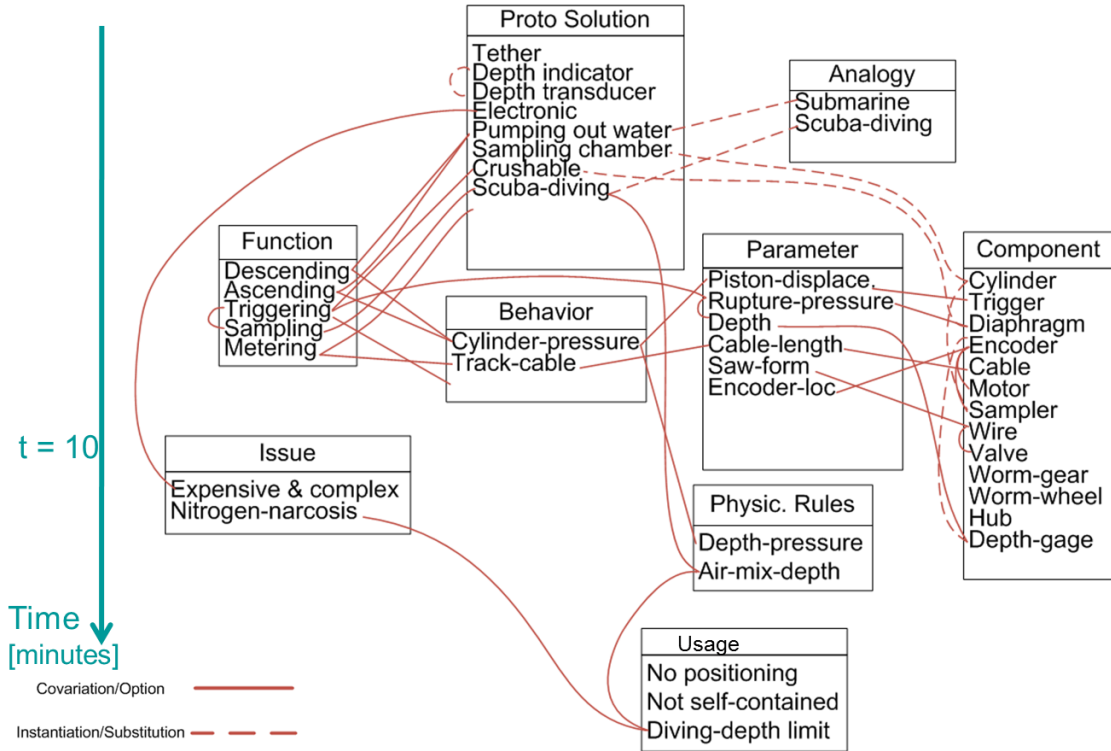 Proto Solution
Tether
Depth indicator
Depth transducer
Electronic
Pumping out water
Sampling chamber
Crushable
Scuba-diving
Analogy
Submarine
Scuba-diving
Function
Descending
Ascending
Triggering
Sampling
Metering
Behavior
Cylinder-pressure
Track-cable
Parameter
Piston-displace.
Rupture-pressure
Depth
Cable-length
Saw-form
Encoder-loc
Component
Cylinder
Trigger
Diaphragm
Encoder
Cable
Motor
Sampler
Wire
Valve
Worm-gear
Worm-wheel
Hub
Depth-gage
t = 10
Issue
Expensive & complex
Nitrogen-narcosis
Physic. Rules
Depth-pressure
Air-mix-depth
Usage
No positioning
Not self-contained
Diving-depth limit
Time
[minutes]
Covariation/Option
Instantiation/Substitution